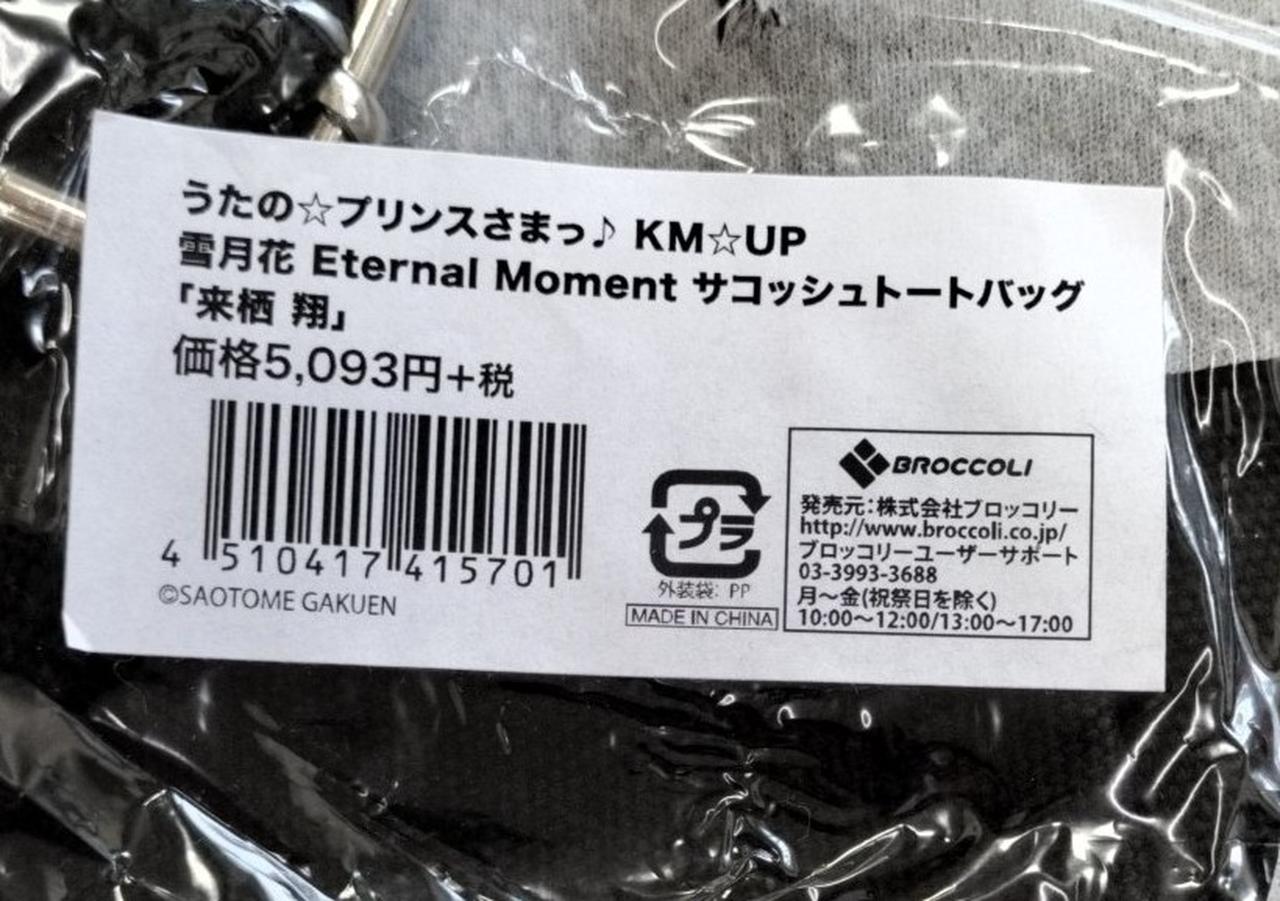 うたの☆プリンスさまっ♪ KM☆UP
雪月花 Eternal Moment サコッシュトートバッグ
「来栖 翔」
価格5,093円+税
4 510417 415701
©SAOTOME GAKUEN
プラ
外装袋: PP
MADE IN CHINA
BROCCOLI
発売元:株式会社ブロッコリー
http://www.broccoli.co.jp/
ブロッコリーユーザーサポート
03-3993-3688
月〜金(祝祭日を除く)
10:00〜12:00/13:00〜17:00